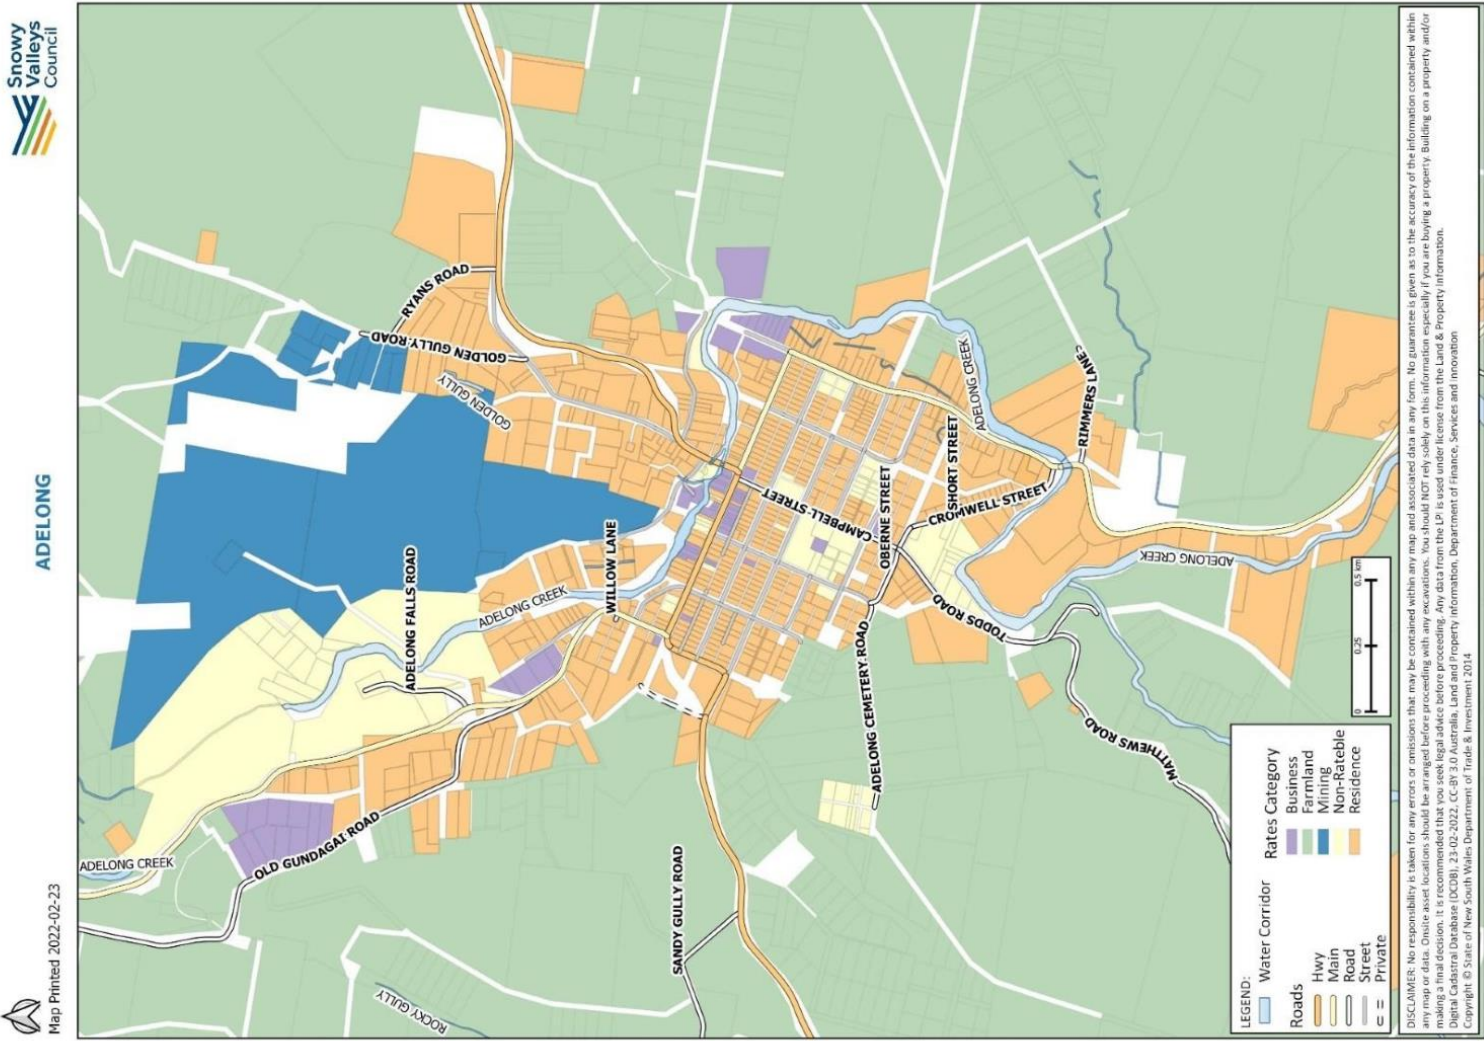 Map Printed 2022-02-23
ADELONG
Snowy
Valleys
Council
ADELONG CREEK
OLD GUNDAGAI ROAD
ROCKY GULLY
SANDY GULLY ROAD
ADELONG FALLS ROAD
ADELONG CREEK
WILLOW LANE
GOLDEN GULLY
GOLDEN GULLY ROAD
RYANS ROAD
CAMPBELL STREET
OBERNE STREET
SHORT STREET
CROMWELL STREET
ADELONG CREEK
RIMMERS LANE
ADELONG CEMETERY ROAD
TODDS ROAD
MATTHEWS ROAD
ADELONG CREEK
LEGEND:
Water Corridor
Roads
Hwy
Main
Road
Street
Private
Rates Category
Business
Farmland
Mining
Non-Rateble
Residence
0 0.25 0.5 km
DISCLAIMER: No responsibility is taken for any errors or omissions that may be contained within any map and associated data in any form. No guarantee is given as to the accuracy of the information contained within
any map or data. Onsite asset locations should be arranged before proceeding with any excavations. You should NOT rely solely on this information especially if you are buying a property. Building on a property and/or
making a final decision. It is recommended that you seek legal advice before proceeding. Any data from the LPI is used under license from the Land & Property Information.
Digital Cadastral Database (DCDB), 23-02-2022, CC-BY 3.0 Australia, Land and Property Information, Department of Finance, Services and Innovation
Copyright © State of New South Wales Department of Trade & Investment 2014